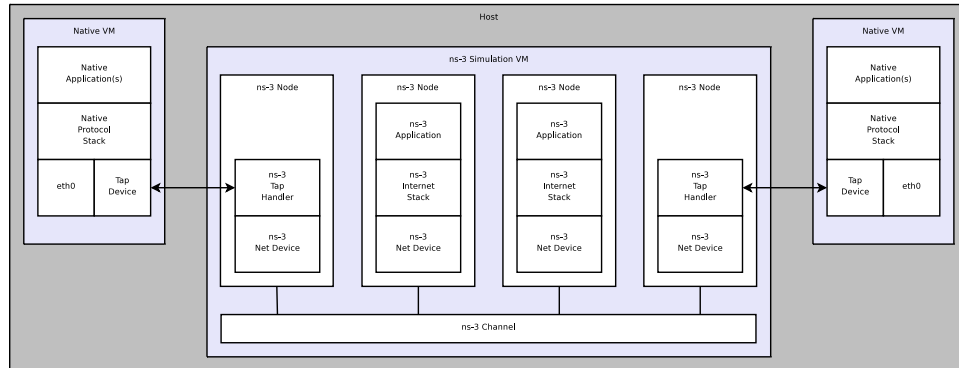 Host
Native VM
Native
Application(s)
Native
Protocol
Stack
eth0
Tap
Device
ns-3 Simulation VM
ns-3 Node
ns-3
Tap
Handler
ns-3
Net Device
ns-3 Node
ns-3
Application
ns-3
Internet
Stack
ns-3
Net Device
ns-3 Node
ns-3
Application
ns-3
Internet
Stack
ns-3
Net Device
ns-3 Node
ns-3
Tap
Handler
ns-3
Net Device
ns-3 Channel
Native VM
Native
Application(s)
Native
Protocol
Stack
Tap
Device
eth0